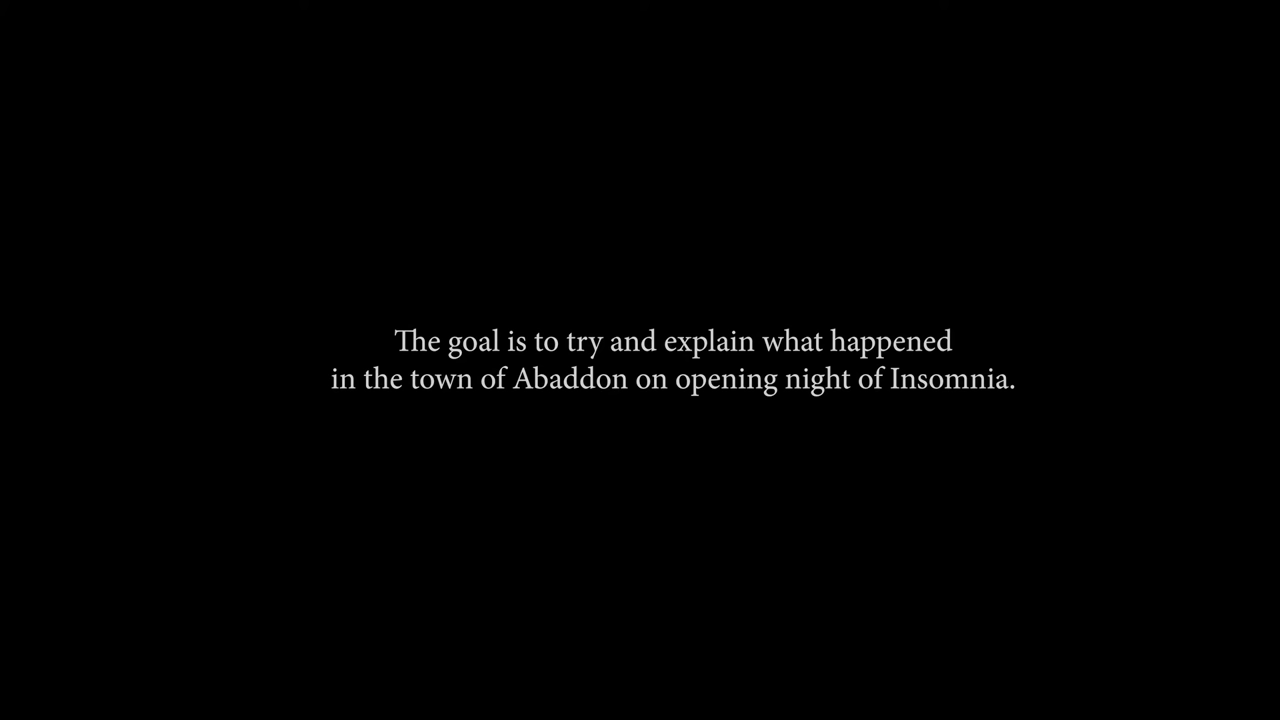 The goal is to try and explain what happened
in the town of Abaddon on opening night of Insomnia.